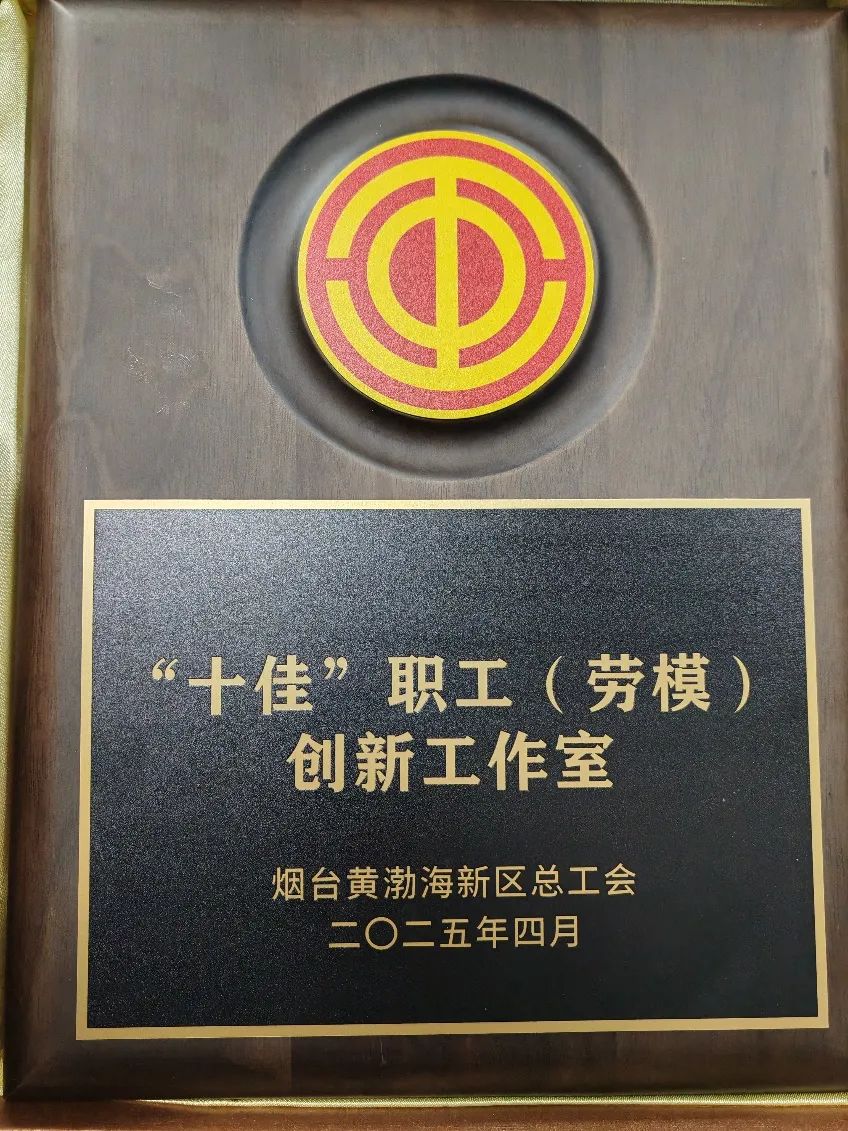 “十佳”职工（劳模）
创新工作室
烟台黄渤海新区总工会
二〇二五年四月